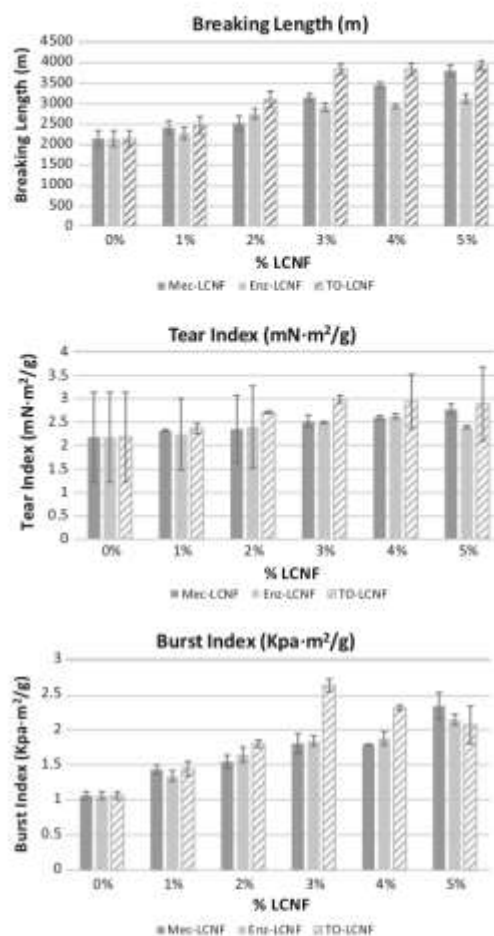 Breaking Length (m)
Breaking Length (m)
4500
4000
3500
3000
2500
2000
1500
1000
500
0
0% 1% 2% 3% 4% 5%
% LCNF
Mec-LCNF Enz-LCNF TO-LCNF
Tear Index (mN·m²/g)
Tear Index (mN·m²/g)
4
3.5
3
2.5
2
1.5
1
0.5
0
0% 1% 2% 3% 4% 5%
% LCNF
Mec-LCNF Enz-LCNF TO-LCNF
Burst Index (Kpa·m²/g)
Burst Index (Kpa·m²/g)
3
2.5
2
1.5
1
0.5
0
0% 1% 2% 3% 4% 5%
% LCNF
Mec-LCNF Enz-LCNF TO-LCNF